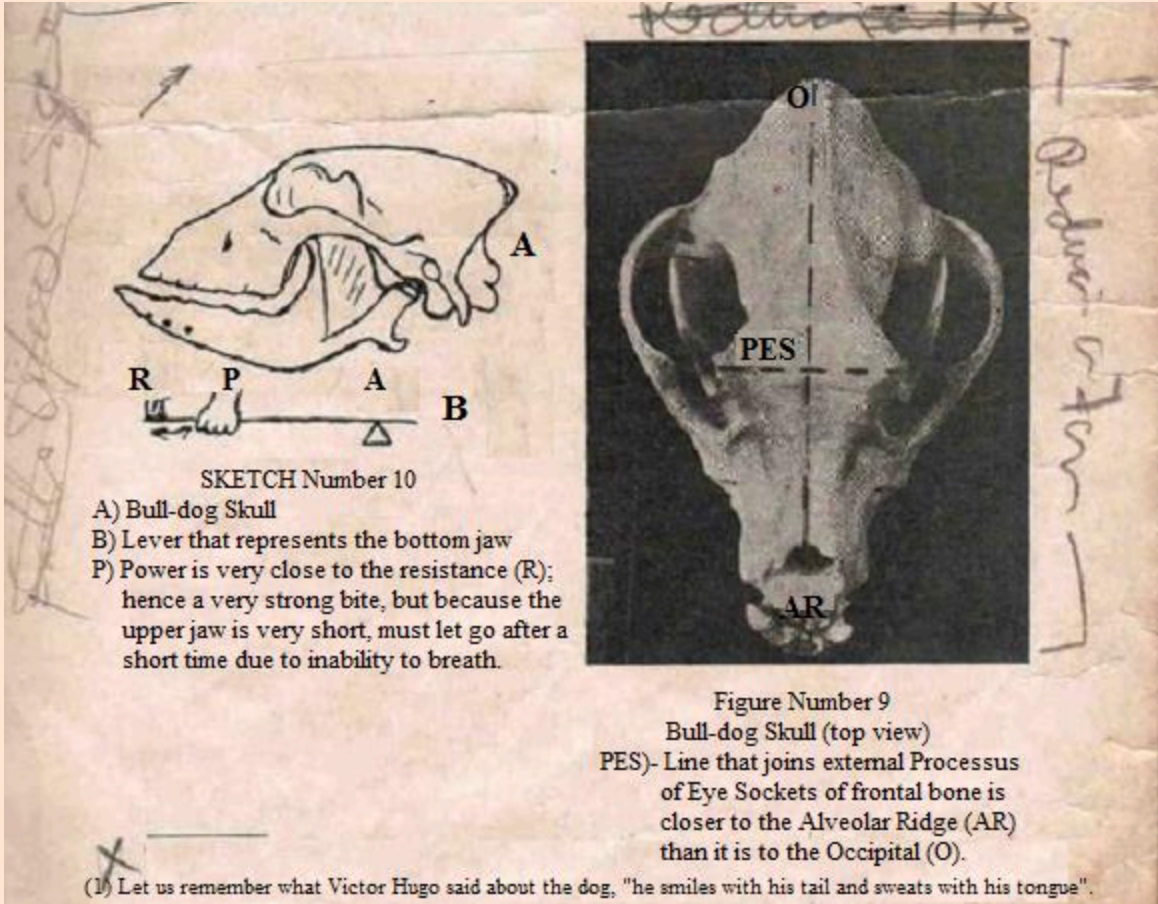 A
R P A
B
SKETCH Number 10
A) Bull-dog Skull
B) Lever that represents the bottom jaw
P) Power is very close to the resistance (R);
hence a very strong bite, but because the
upper jaw is very short, must let go after a
short time due to inability to breath.
O
PES
AR
Figure Number 9
Bull-dog Skull (top view)
PES)- Line that joins external Processus
of Eye Sockets of frontal bone is
closer to the Alveolar Ridge (AR)
than it is to the Occipital (O).
(1) Let us remember what Victor Hugo said about the dog, "he smiles with his tail and sweats with his tongue".